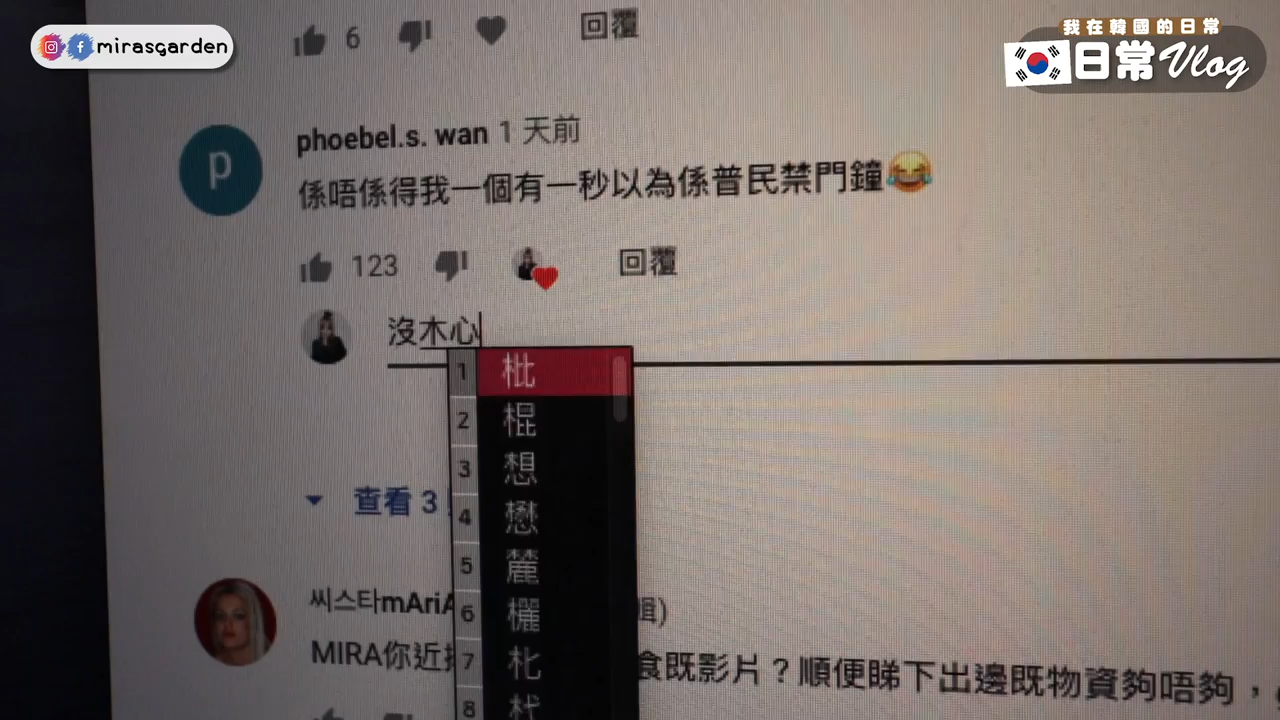 mirasgarden
我在韓國的日常
日常Vlog
6 回覆
phoebel.s. wan 1 天前
p
係唔係得我一個有一秒以為係普民禁門鐘😂
123 回覆
沒木心
1 枇
2 棍
3 想
4 戀
5 麓
6 欐
7 朼
8
查看 3
씨스타mAriA
MIRA你近
食既影片？順便睇下出邊既物資夠唔夠，